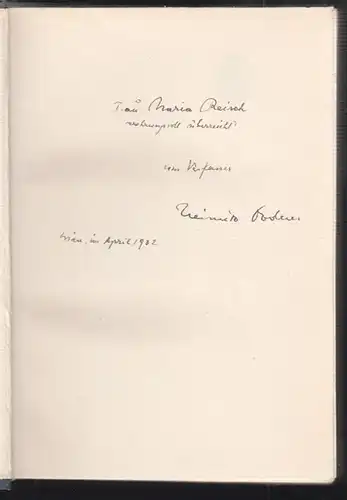 Frau Maria Reisch
verehrungsvoll überreicht
vom Verfasser
Heimito Doderer
Wien, im April 1932